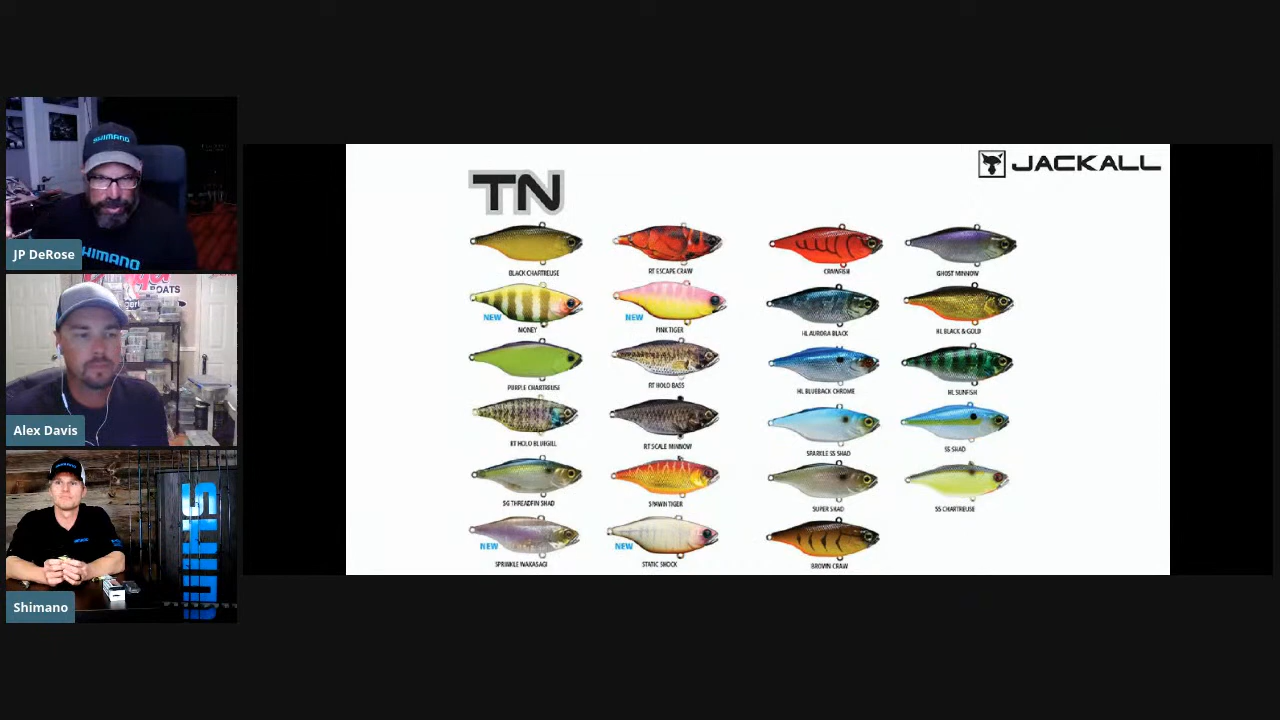 SHIMANO
SHIMANO
JP DeRose
BOATS
Alex Davis
Shimano
JACKALL
TN
BLACK CHARTREUSE
RT ESCAPE CRAW
CRAWFISH
GHOST MINNOW
NEW
MONEY
NEW
PINK TIGER
HL AURORA BLACK
HL BLACK & GOLD
PURPLE CHARTREUSE
RT HOLO BASS
HL BLUEBACK CHROME
HL SUNFISH
RT HOLO BLUEGILL
RT SCALE MINNOW
SPARKLE SS SHAD
SS SHAD
SG THREADFIN SHAD
SPAWN TIGER
SUPER SHAD
SS CHARTREUSE
NEW
SPRINKLE WAKASAGI
NEW
STATIC SHOCK
BROWN CRAW